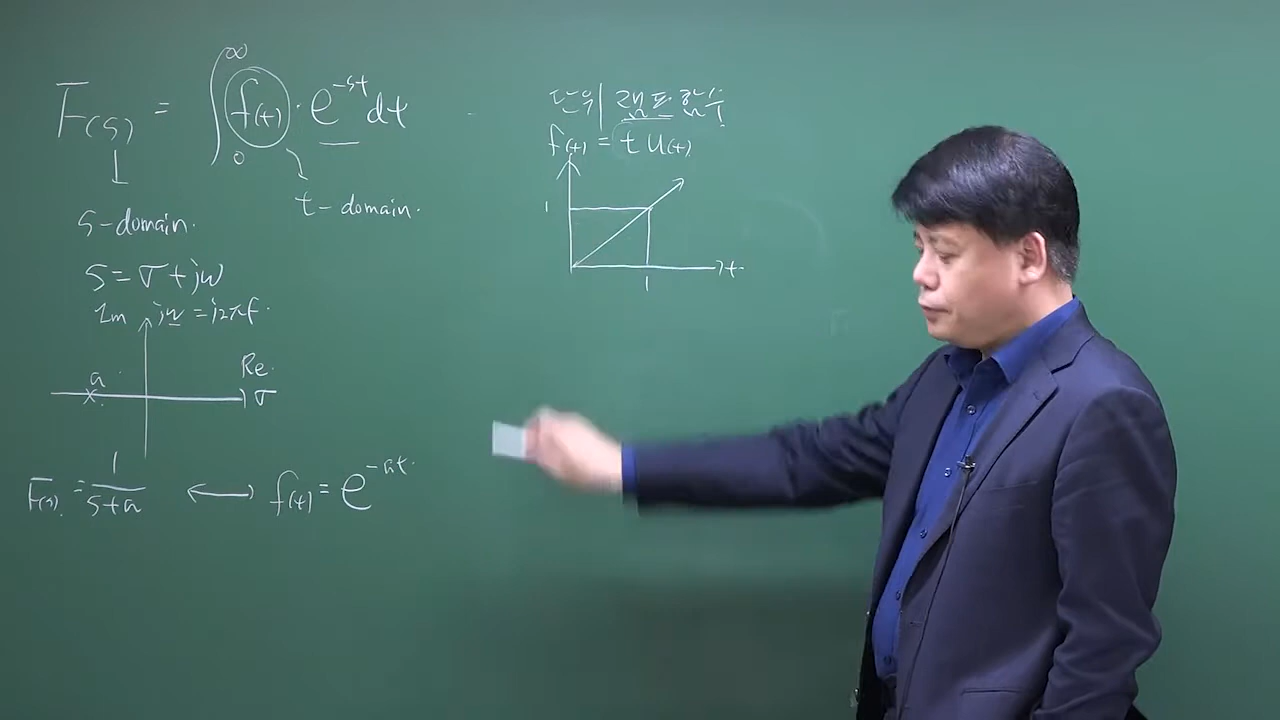 F(s) = ∫₀^∞ f(t) · e^{-st} dt
s-domain.
t-domain.
s = σ + jω
Im jω = j2πf.
a
Re.
σ
F(s) = 1/(s+a) ⟷ f(t) = e^{-at}.
단위 램프 함수
f(t) = t u(t)
1
t
1